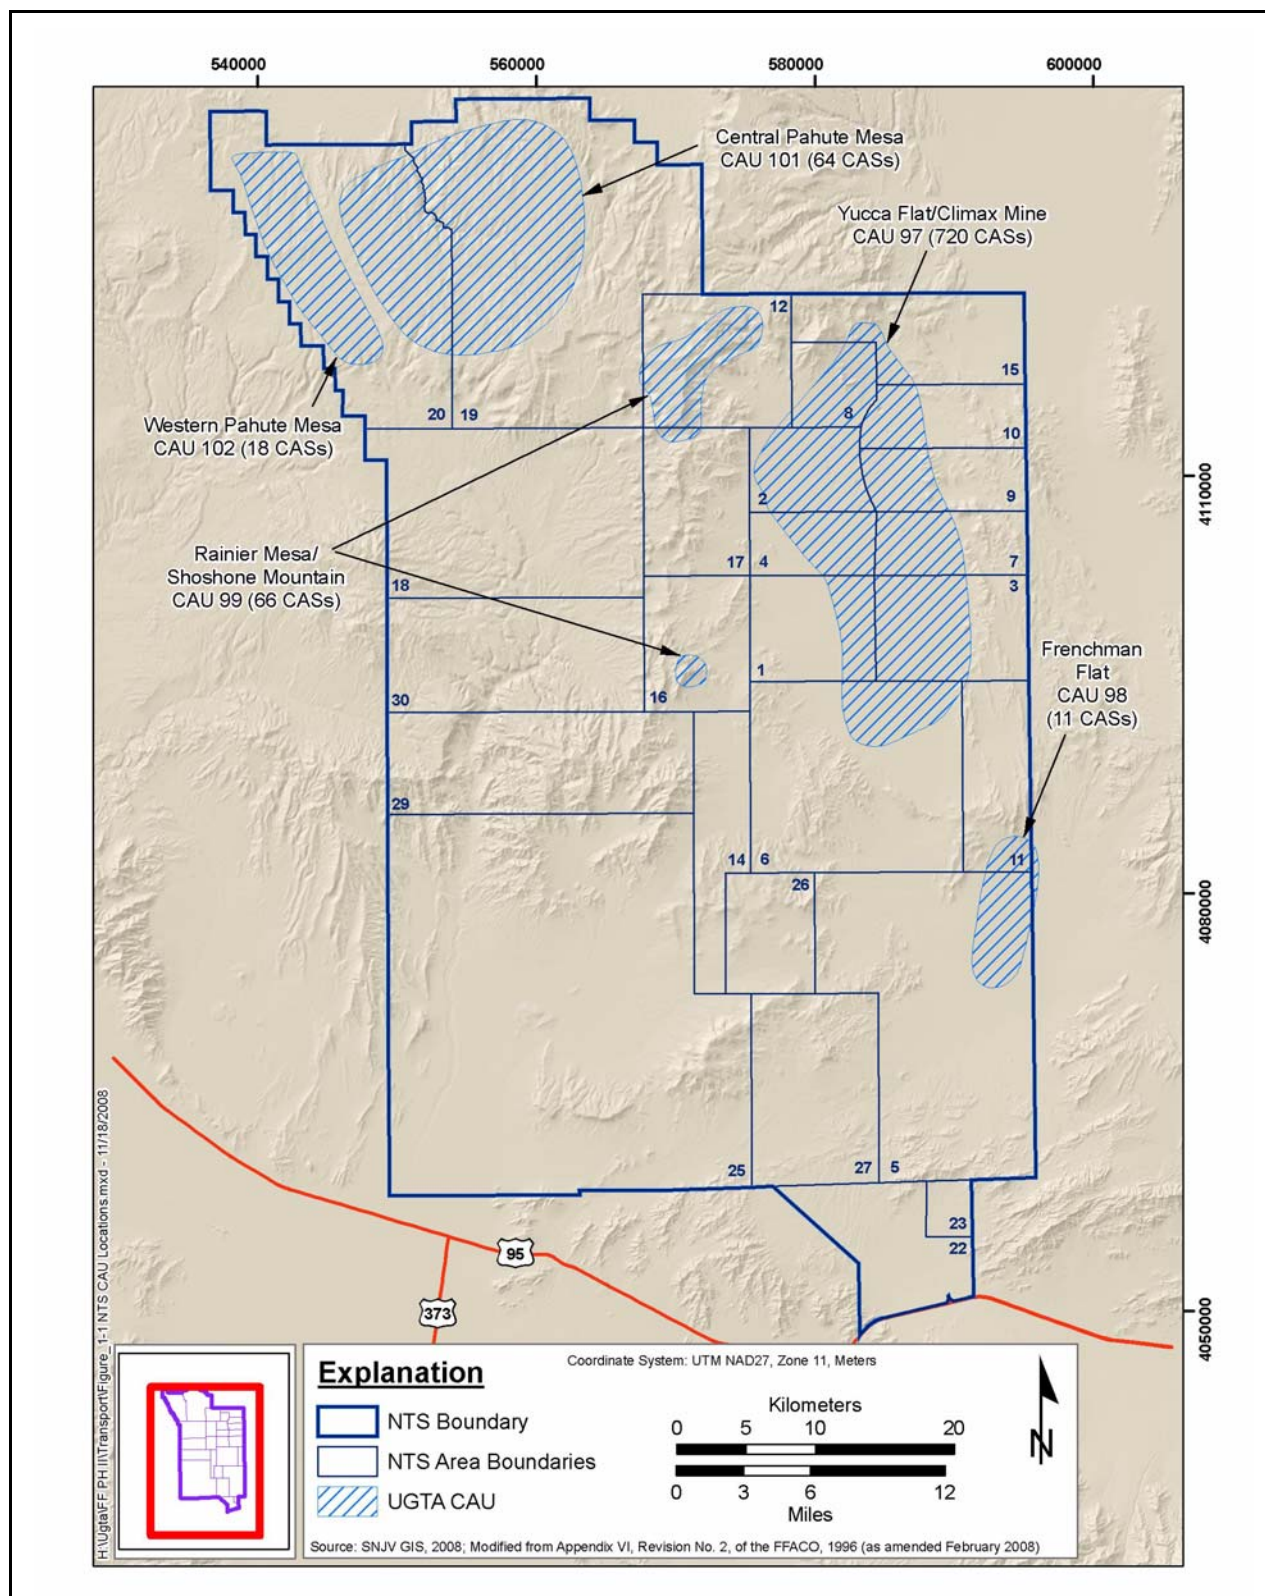 540000
560000
580000
600000
Central Pahute Mesa
CAU 101 (64 CASs)
Yucca Flat/Climax Mine
CAU 97 (720 CASs)
12
15
Western Pahute Mesa
CAU 102 (18 CASs)
20
19
8
10
4110000
2
9
Rainier Mesa/
Shoshone Mountain
CAU 99 (66 CASs)
17
4
7
18
3
Frenchman
Flat
CAU 98
(11 CASs)
1
30
16
29
14
6
11
26
4080000
25
27
5
23
22
95
373
4050000
H:\Ugta\FF PH II\Transport\Figure_1-1 NTS CAU Locations.mxd - 11/18/2008
Explanation
Coordinate System: UTM NAD27, Zone 11, Meters
NTS Boundary
NTS Area Boundaries
UGTA CAU
Kilometers
0 5 10 20
0 3 6 12
Miles
N
Source: SNJV GIS, 2008; Modified from Appendix VI, Revision No. 2, of the FFACO, 1996 (as amended February 2008)